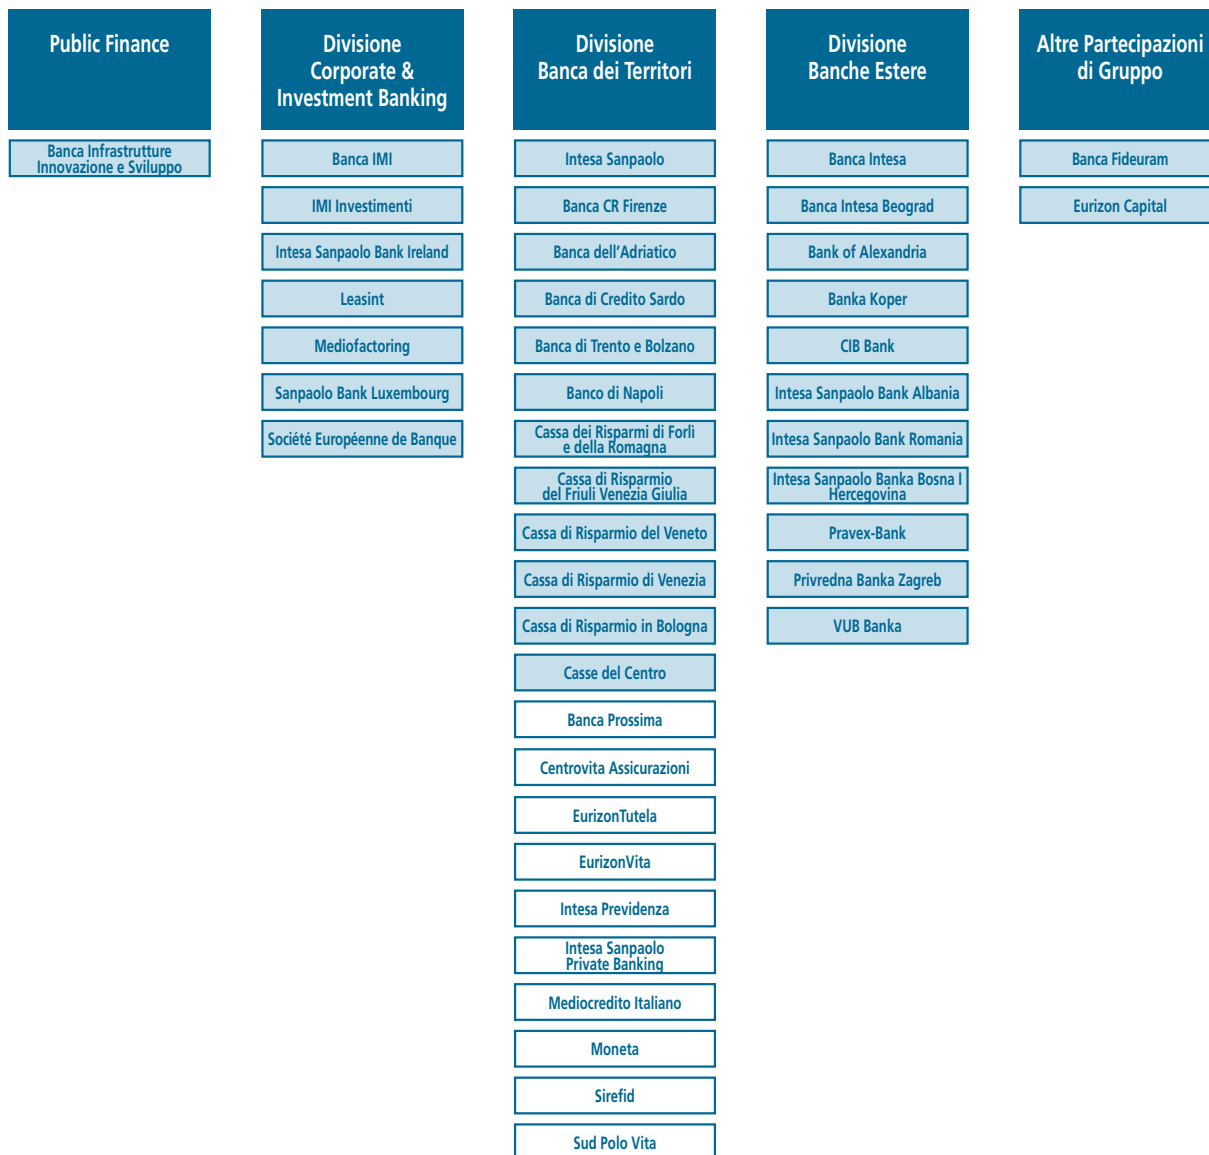 Public Finance
Banca Infrastrutture
Innovazione e Sviluppo
Divisione
Corporate &
Investment Banking
Banca IMI
IMI Investimenti
Intesa Sanpaolo Bank Ireland
Leasint
Mediofactoring
Sanpaolo Bank Luxembourg
Société Européenne de Banque
Divisione
Banca dei Territori
Intesa Sanpaolo
Banca CR Firenze
Banca dell’Adriatico
Banca di Credito Sardo
Banca di Trento e Bolzano
Banco di Napoli
Cassa dei Risparmi di Forlì
e della Romagna
Cassa di Risparmio
del Friuli Venezia Giulia
Cassa di Risparmio del Veneto
Cassa di Risparmio di Venezia
Cassa di Risparmio in Bologna
Casse del Centro
Banca Prossima
Centrovita Assicurazioni
EurizonTutela
EurizonVita
Intesa Previdenza
Intesa Sanpaolo
Private Banking
Mediocredito Italiano
Moneta
Sirefid
Sud Polo Vita
Divisione
Banche Estere
Banca Intesa
Banca Intesa Beograd
Bank of Alexandria
Banka Koper
CIB Bank
Intesa Sanpaolo Bank Albania
Intesa Sanpaolo Bank Romania
Intesa Sanpaolo Banka Bosna I
Hercegovina
Pravex-Bank
Privredna Banka Zagreb
VUB Banka
Altre Partecipazioni
di Gruppo
Banca Fideuram
Eurizon Capital